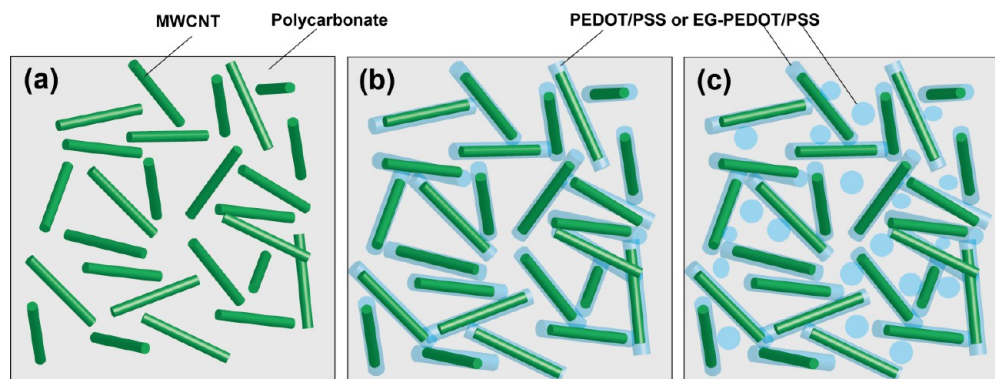 MWCNT
Polycarbonate
PEDOT/PSS or EG-PEDOT/PSS
(a)
(b)
(c)